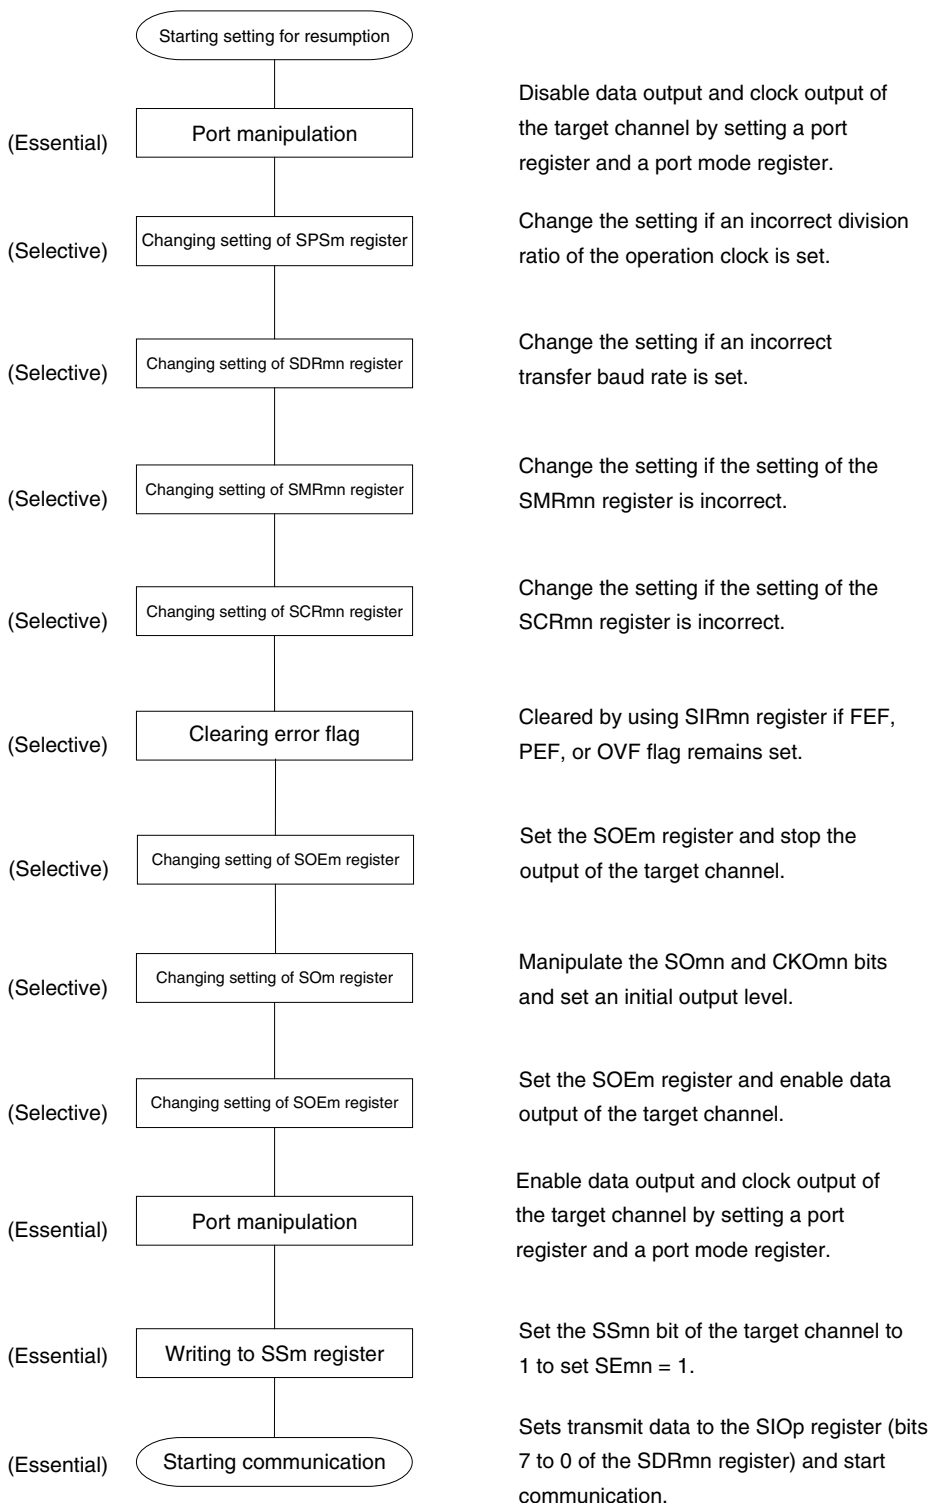 Starting setting for resumption
(Essential)
Port manipulation
Disable data output and clock output of
the target channel by setting a port
register and a port mode register.
(Selective)
Changing setting of SPSm register
Change the setting if an incorrect division
ratio of the operation clock is set.
(Selective)
Changing setting of SDRmn register
Change the setting if an incorrect
transfer baud rate is set.
(Selective)
Changing setting of SMRmn register
Change the setting if the setting of the
SMRmn register is incorrect.
(Selective)
Changing setting of SCRmn register
Change the setting if the setting of the
SCRmn register is incorrect.
(Selective)
Clearing error flag
Cleared by using SIRmn register if FEF,
PEF, or OVF flag remains set.
(Selective)
Changing setting of SOEm register
Set the SOEm register and stop the
output of the target channel.
(Selective)
Changing setting of SOm register
Manipulate the SOmn and CKOmn bits
and set an initial output level.
(Selective)
Changing setting of SOEm register
Set the SOEm register and enable data
output of the target channel.
(Essential)
Port manipulation
Enable data output and clock output of
the target channel by setting a port
register and a port mode register.
(Essential)
Writing to SSm register
Set the SSmn bit of the target channel to
1 to set SEmn = 1.
(Essential)
Starting communication
Sets transmit data to the SIOp register (bits
7 to 0 of the SDRmn register) and start
communication.